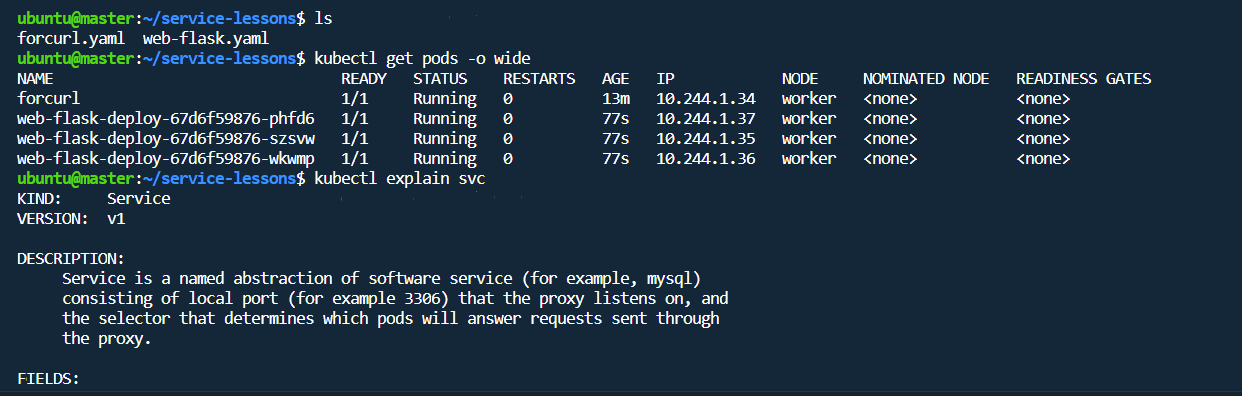 ubuntu@master:~/service-lessons$ ls
forcurl.yaml  web-flask.yaml
ubuntu@master:~/service-lessons$ kubectl get pods -o wide
NAME                                READY   STATUS    RESTARTS   AGE   IP            NODE     NOMINATED NODE   READINESS GATES
forcurl                             1/1     Running   0          13m   10.244.1.34   worker   <none>           <none>
web-flask-deploy-67d6f59876-phfd6   1/1     Running   0          77s   10.244.1.37   worker   <none>           <none>
web-flask-deploy-67d6f59876-szsvw   1/1     Running   0          77s   10.244.1.35   worker   <none>           <none>
web-flask-deploy-67d6f59876-wkwmp   1/1     Running   0          77s   10.244.1.36   worker   <none>           <none>
ubuntu@master:~/service-lessons$ kubectl explain svc
KIND:     Service
VERSION:  v1

DESCRIPTION:
     Service is a named abstraction of software service (for example, mysql)
     consisting of local port (for example 3306) that the proxy listens on, and
     the selector that determines which pods will answer requests sent through
     the proxy.

FIELDS: